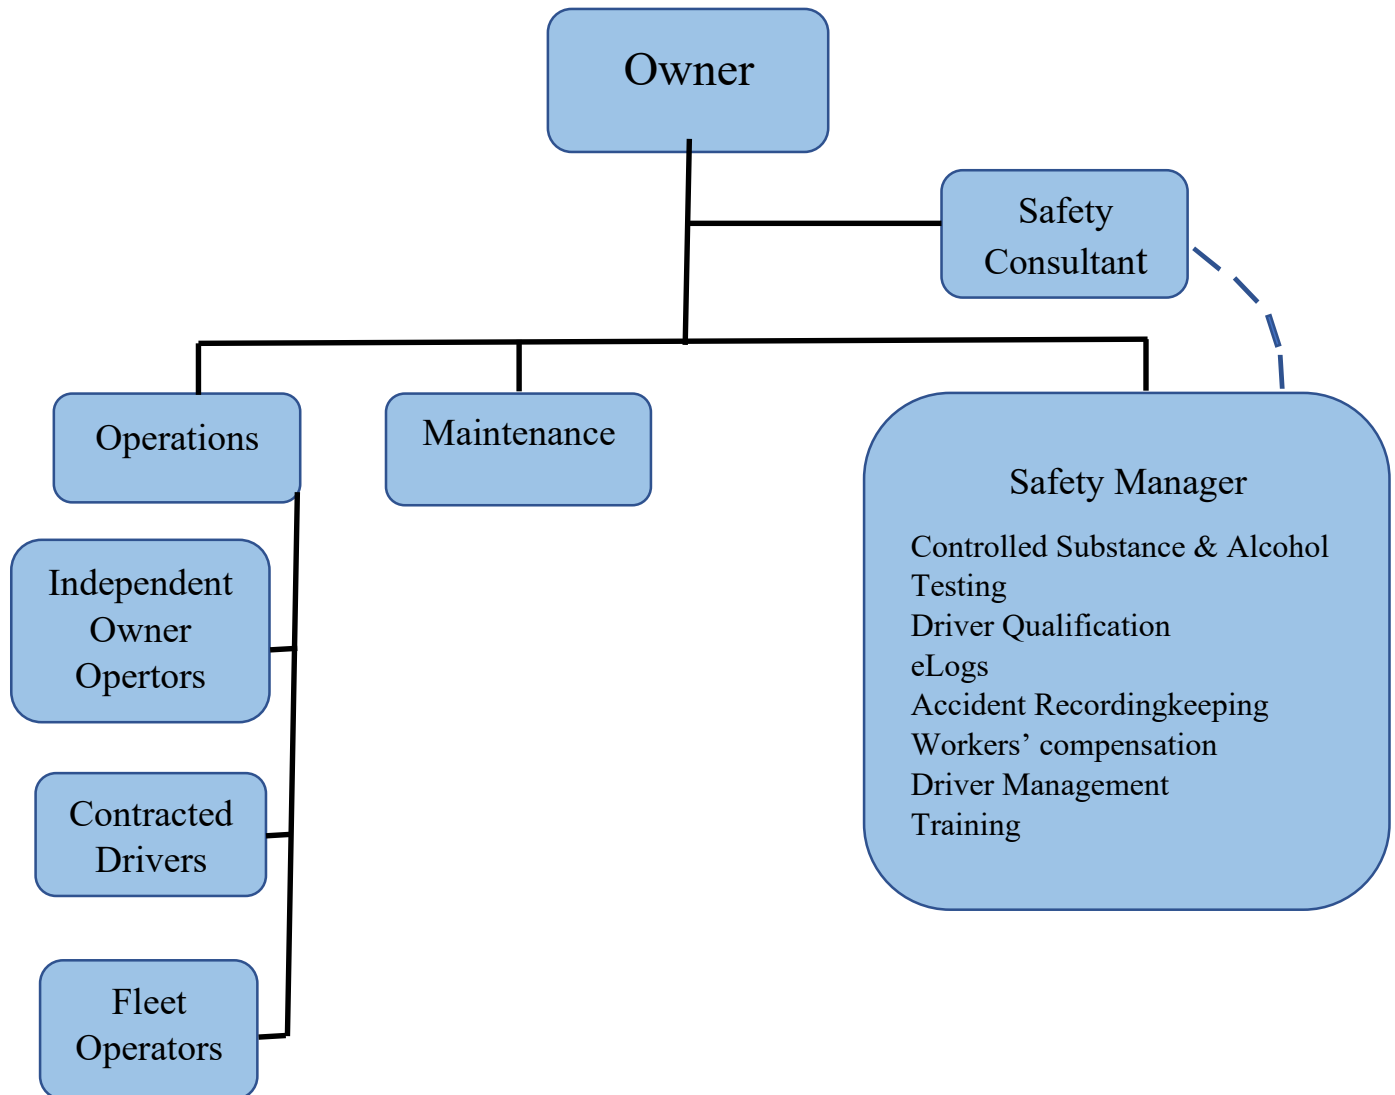 Owner
Safety
Consultant
Operations
Maintenance
Independent
Owner
Opertors
Contracted
Drivers
Fleet
Operators
Safety Manager
Controlled Substance & Alcohol
Testing
Driver Qualification
eLogs
Accident Recordingkeeping
Workers’ compensation
Driver Management
Training